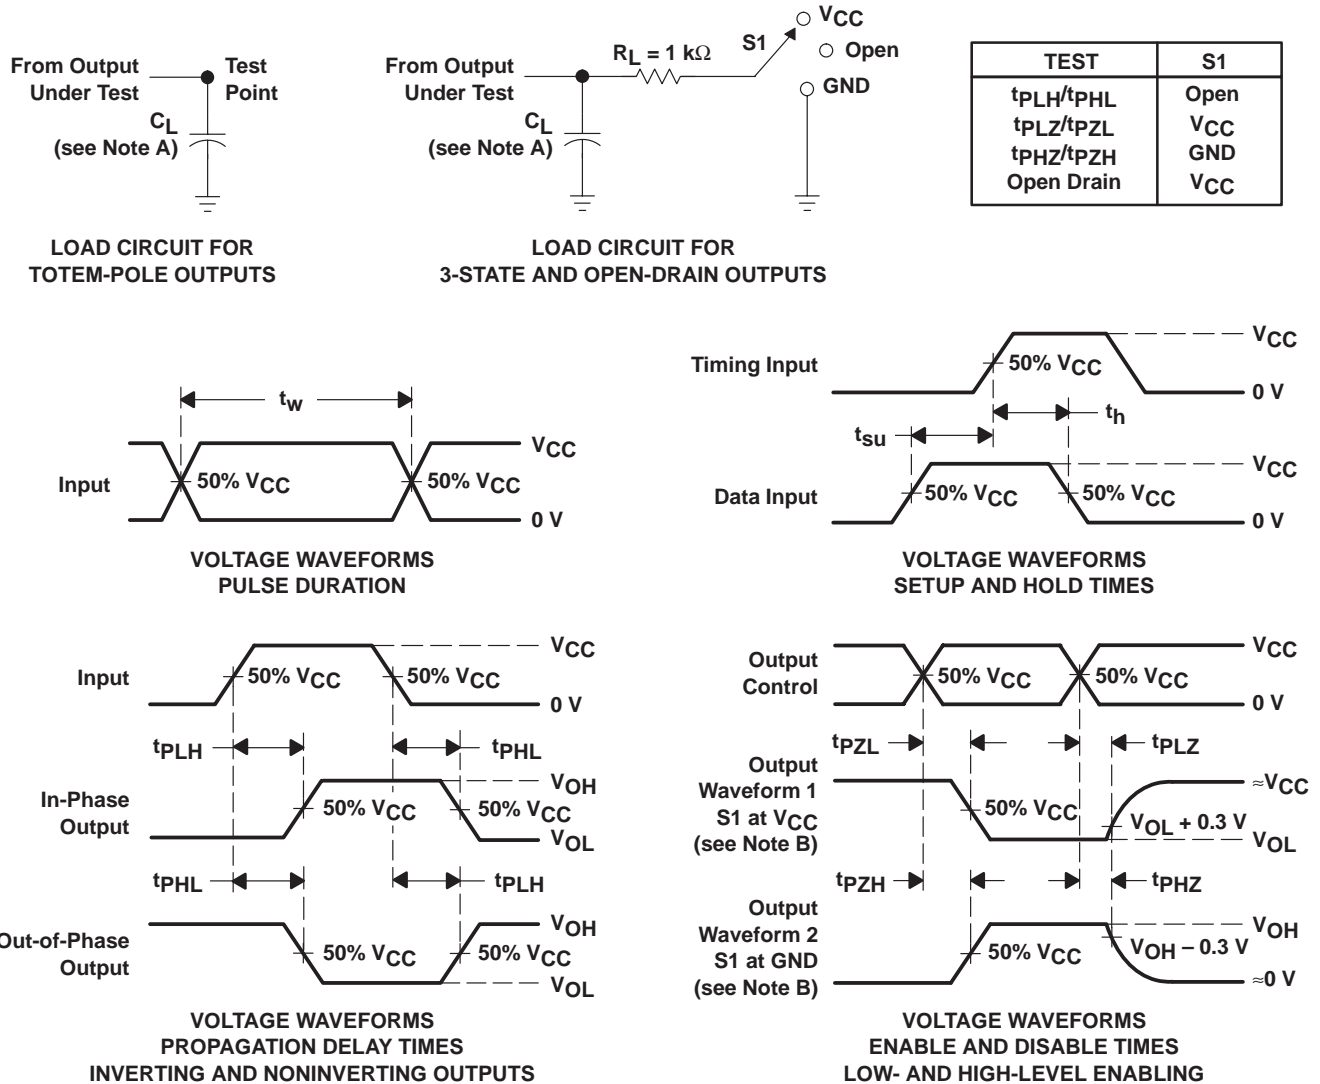 From Output
Under Test
Test
Point
CL
(see Note A)
LOAD CIRCUIT FOR
TOTEM-POLE OUTPUTS
From Output
Under Test
RL = 1 kΩ
S1
VCC
Open
GND
CL
(see Note A)
LOAD CIRCUIT FOR
3-STATE AND OPEN-DRAIN OUTPUTS
TEST S1
tPLH/tPHL Open
tPLZ/tPZL VCC
tPHZ/tPZH GND
Open Drain VCC
tw
Input
50% VCC
50% VCC
VCC
0 V
VOLTAGE WAVEFORMS
PULSE DURATION
Timing Input
50% VCC
VCC
0 V
tsu
th
Data Input
50% VCC
50% VCC
VCC
0 V
VOLTAGE WAVEFORMS
SETUP AND HOLD TIMES
Input
50% VCC
50% VCC
VCC
0 V
tPLH
tPHL
In-Phase
Output
50% VCC
50% VCC
VOH
VOL
tPHL
tPLH
Out-of-Phase
Output
50% VCC
50% VCC
VOH
VOL
VOLTAGE WAVEFORMS
PROPAGATION DELAY TIMES
INVERTING AND NONINVERTING OUTPUTS
Output
Control
50% VCC
50% VCC
VCC
0 V
tPZL
tPLZ
Output
Waveform 1
S1 at VCC
(see Note B)
50% VCC
VOL + 0.3 V
≈VCC
VOL
tPZH
tPHZ
Output
Waveform 2
S1 at GND
(see Note B)
50% VCC
VOH − 0.3 V
VOH
≈0 V
VOLTAGE WAVEFORMS
ENABLE AND DISABLE TIMES
LOW- AND HIGH-LEVEL ENABLING